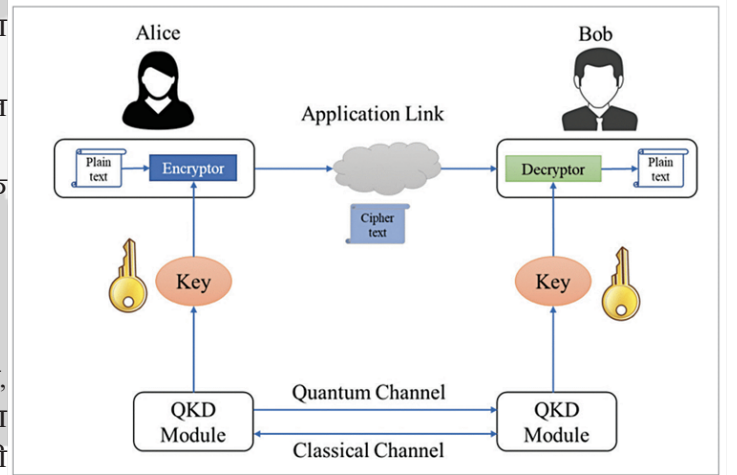 Alice
Bob
Application Link
Plain
text
Encryptor
Decryptor
Plain
text
Cipher
text
Key
Key
QKD
Module
Quantum Channel
Classical Channel
QKD
Module